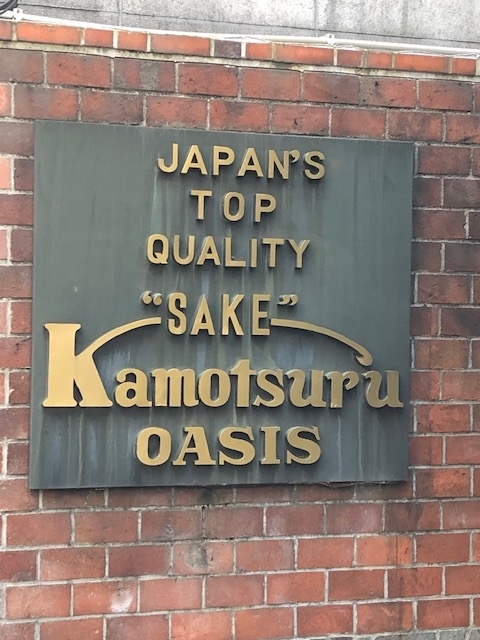 JAPAN'S
TOP
QUALITY
"SAKE"
Kamotsuru
OASIS